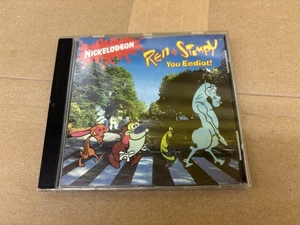 NICKELODEON
REN + STIMPY
You Eediot!